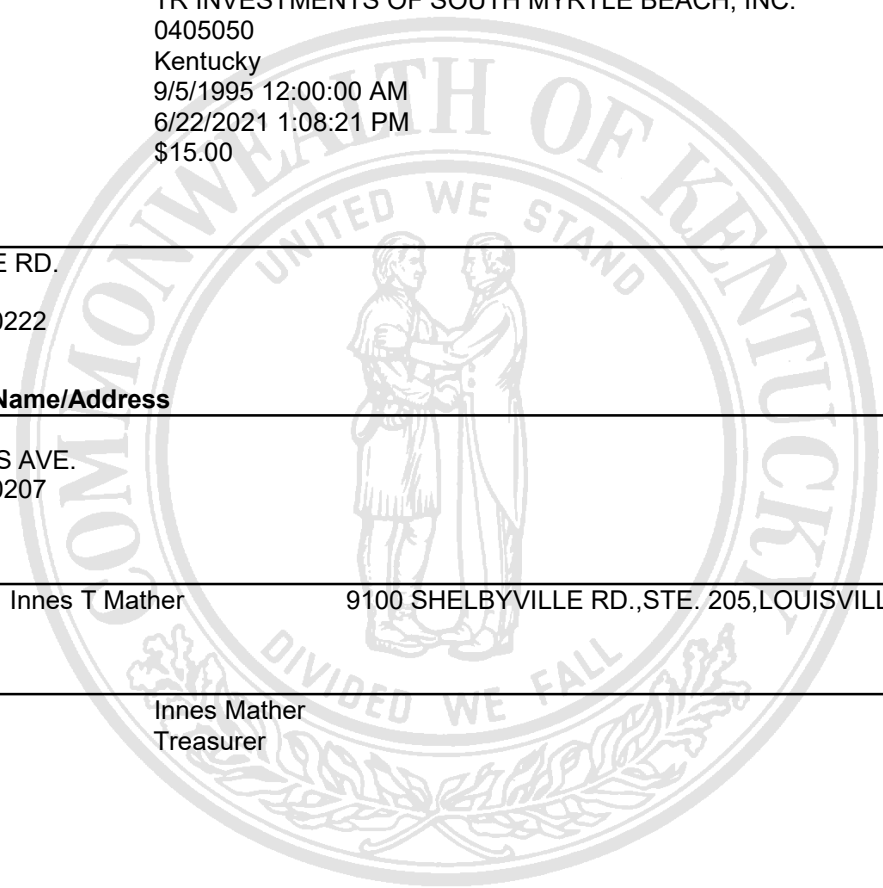 TR INVESTMENTS OF SOUTH MYRTLE BEACH, INC.
0405050
Kentucky
9/5/1995 12:00:00 AM
6/22/2021 1:08:21 PM
$15.00
COMMONWEALTH OF KENTUCKY
UNITED WE STAND
E RD.
0222
Name/Address
S AVE.
0207
Innes T Mather 9100 SHELBYVILLE RD.,STE. 205,LOUISVILL
DIVIDED WE FALL
Innes Mather
Treasurer